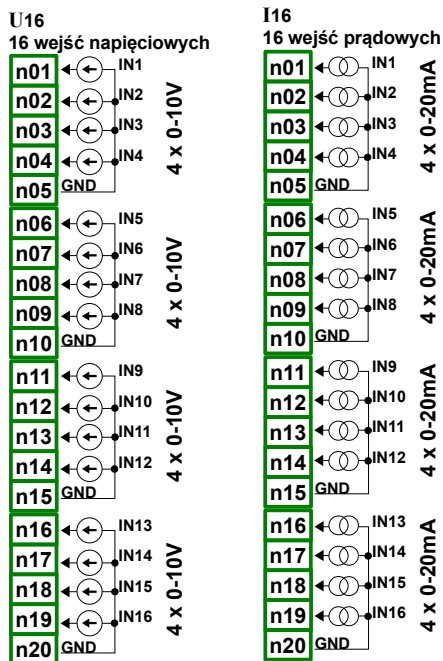 U16
16 wejść napięciowych
n01 IN1
n02 IN2
n03 IN3
n04 IN4
n05 GND
4 x 0-10V
n06 IN5
n07 IN6
n08 IN7
n09 IN8
n10 GND
4 x 0-10V
n11 IN9
n12 IN10
n13 IN11
n14 IN12
n15 GND
4 x 0-10V
n16 IN13
n17 IN14
n18 IN15
n19 IN16
n20 GND
4 x 0-10V
I16
16 wejść prądowych
n01 IN1
n02 IN2
n03 IN3
n04 IN4
n05 GND
4 x 0-20mA
n06 IN5
n07 IN6
n08 IN7
n09 IN8
n10 GND
4 x 0-20mA
n11 IN9
n12 IN10
n13 IN11
n14 IN12
n15 GND
4 x 0-20mA
n16 IN13
n17 IN14
n18 IN15
n19 IN16
n20 GND
4 x 0-20mA